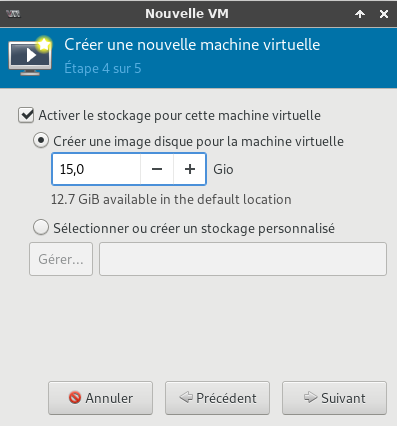 Nouvelle VM
Créer une nouvelle machine virtuelle
Étape 4 sur 5
Activer le stockage pour cette machine virtuelle
Créer une image disque pour la machine virtuelle
15,0 Gio
12.7 GiB available in the default location
Sélectionner ou créer un stockage personnalisé
Gérer...
Annuler Précédent Suivant